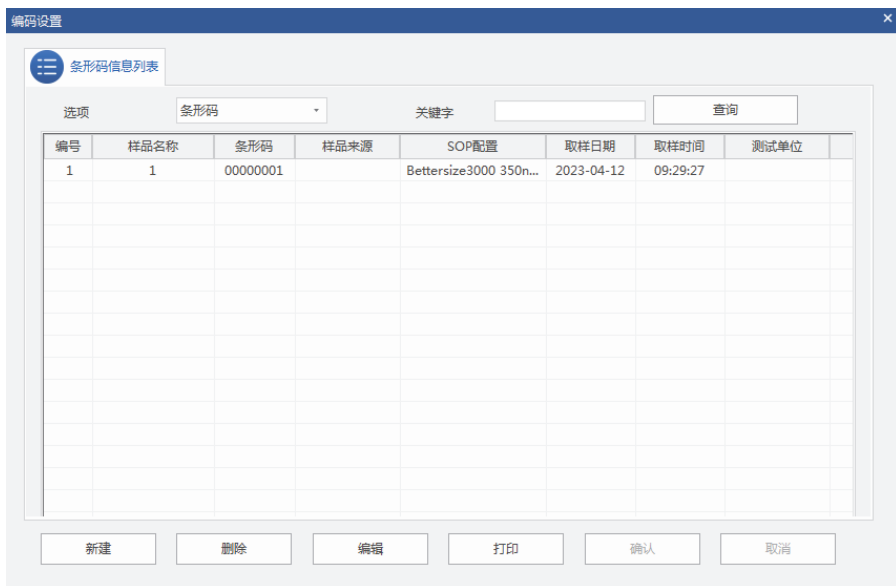 编码设置
条形码信息列表
选项 条形码 关键字 查询
编号 样品名称 条形码 样品来源 SOP配置 取样日期 取样时间 测试单位
1 1 00000001 Bettersize3000 350n... 2023-04-12 09:29:27
新建 删除 编辑 打印 确认 取消